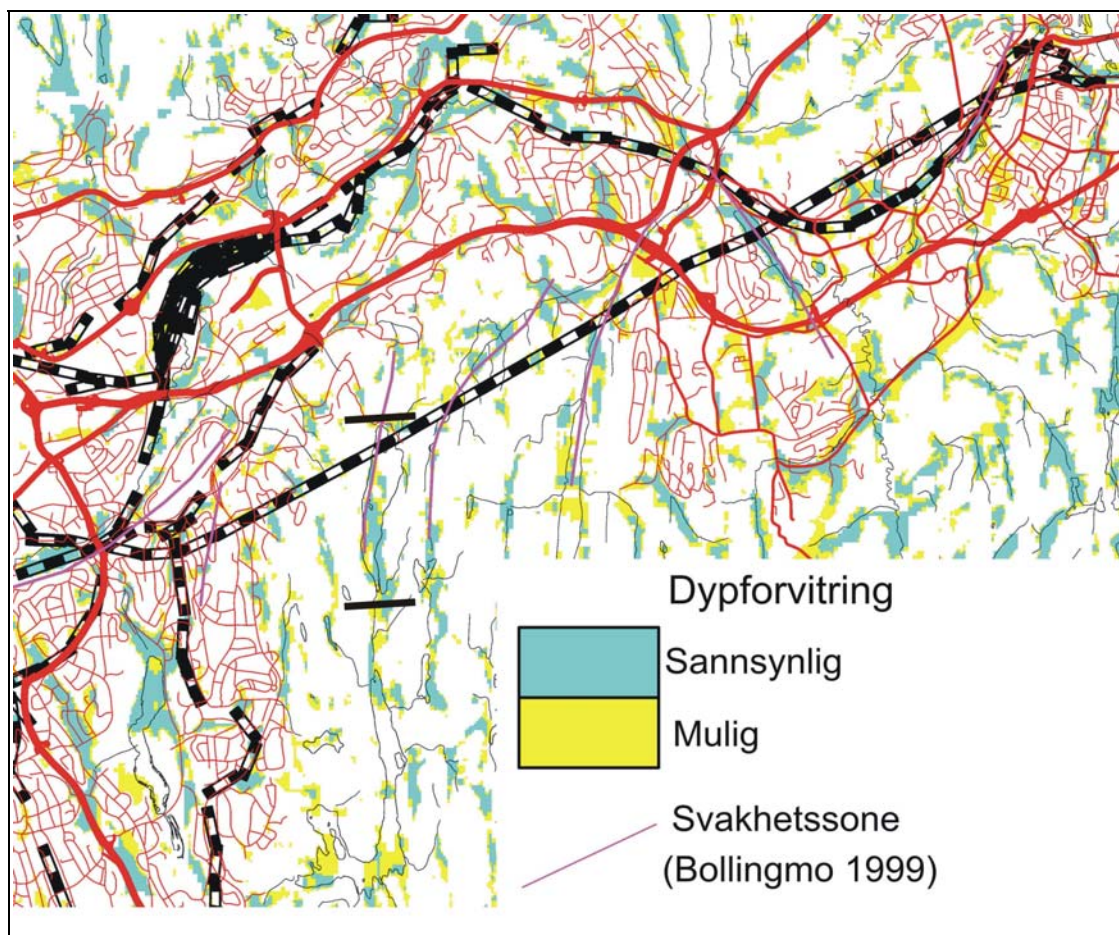 Dypforvitring
Sannsynlig
Mulig
Svakhetssone
(Bollingmo 1999)